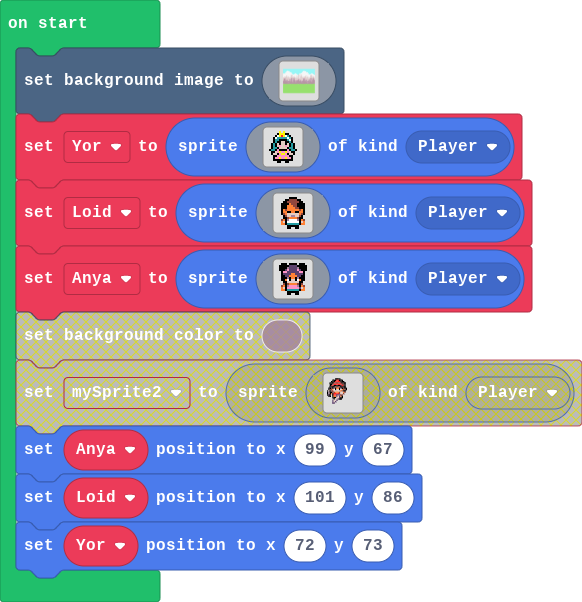 on start
set background image to
set Yor to sprite of kind Player
set Loid to sprite of kind Player
set Anya to sprite of kind Player
set background color to
set mySprite2 to sprite of kind Player
set Anya position to x 99 y 67
set Loid position to x 101 y 86
set Yor position to x 72 y 73